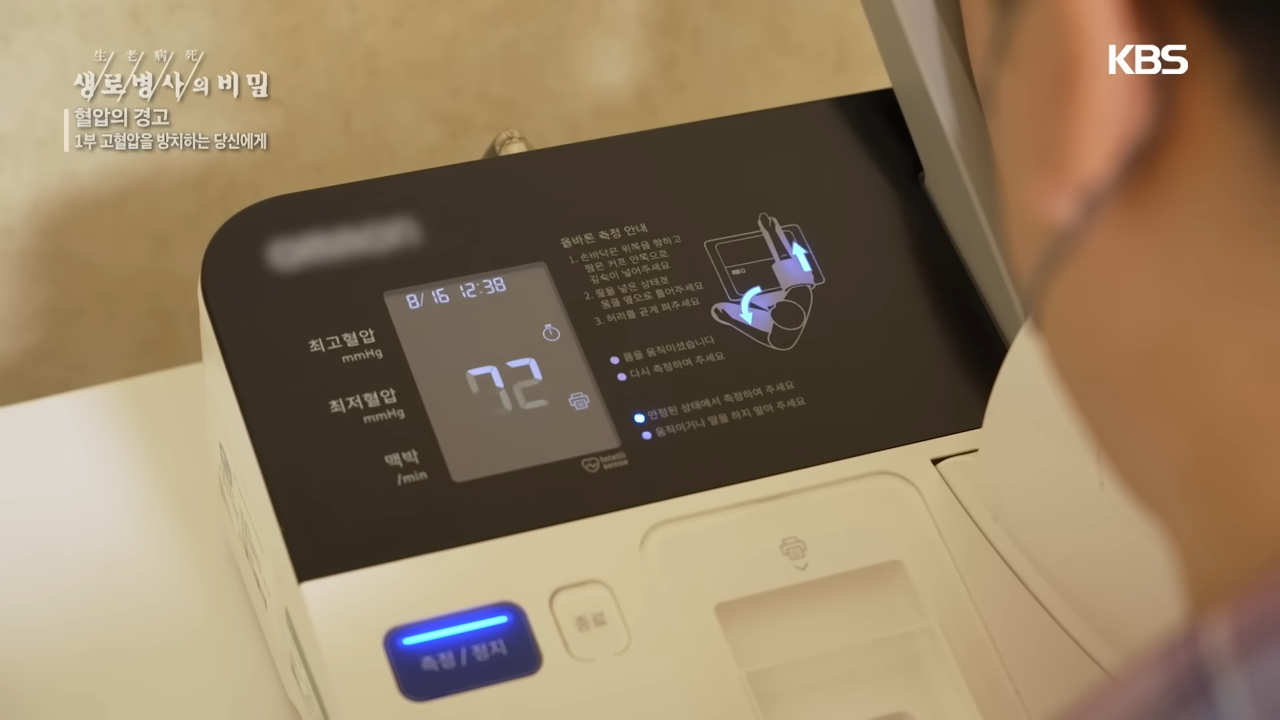 生老病死
생로병사의 비밀
혈압의 경고
1부 고혈압을 방치하는 당신에게
KBS
8/16 12:38
최고혈압
mmHg
최저혈압
mmHg
맥박
/min
올바른 측정 안내
1. 손바닥은 위쪽을 향하고
팔은 커프 안쪽으로
깊숙이 넣어주세요
2. 팔을 넣은 상태로
몸을 옆으로 틀어주세요
3. 허리를 곧게 펴주세요
몸을 움직이셨습니다
다시 측정하여 주세요
안정된 상태에서 측정하여 주세요
움직이거나 말을 하지 말아 주세요
intelli
sense
측정 / 정지
종료